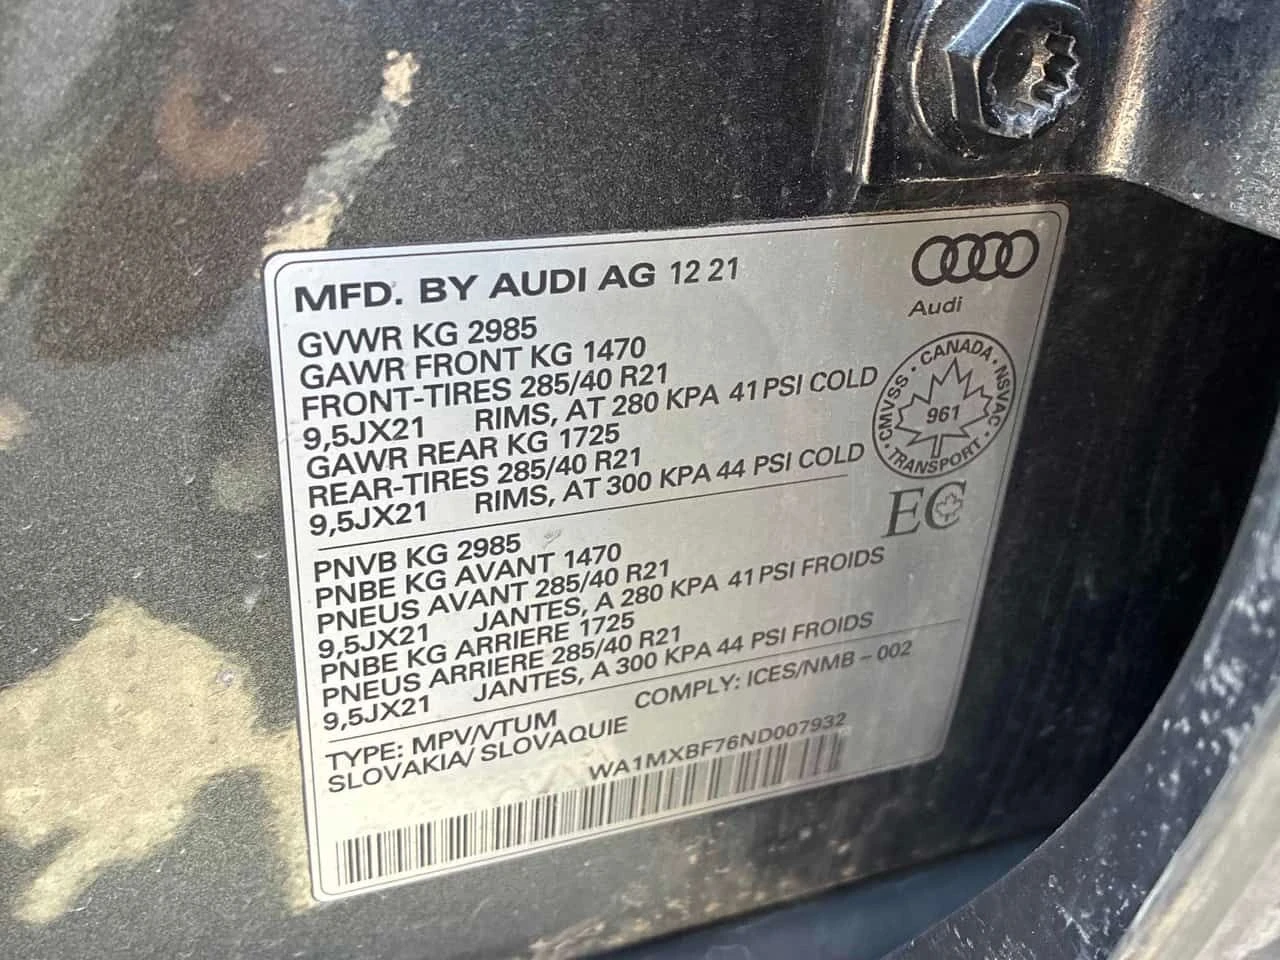 MFD. BY AUDI AG 12 21
Audi
GVWR KG 2985
GAWR FRONT KG 1470
FRONT-TIRES 285/40 R21
9,5JX21 RIMS, AT 280 KPA 41 PSI COLD
GAWR REAR KG 1725
REAR-TIRES 285/40 R21
9,5JX21 RIMS, AT 300 KPA 44 PSI COLD
CANADA · NSVAC · TRANSPORT · CMVSS ·
961
EC
PNVB KG 2985
PNBE KG AVANT 1470
PNEUS AVANT 285/40 R21
9,5JX21 JANTES, A 280 KPA 41 PSI FROIDS
PNBE KG ARRIERE 1725
PNEUS ARRIERE 285/40 R21
9,5JX21 JANTES, A 300 KPA 44 PSI FROIDS
TYPE: MPV/VTUM COMPLY: ICES/NMB – 002
SLOVAKIA/ SLOVAQUIE
WA1MXBF76ND007932